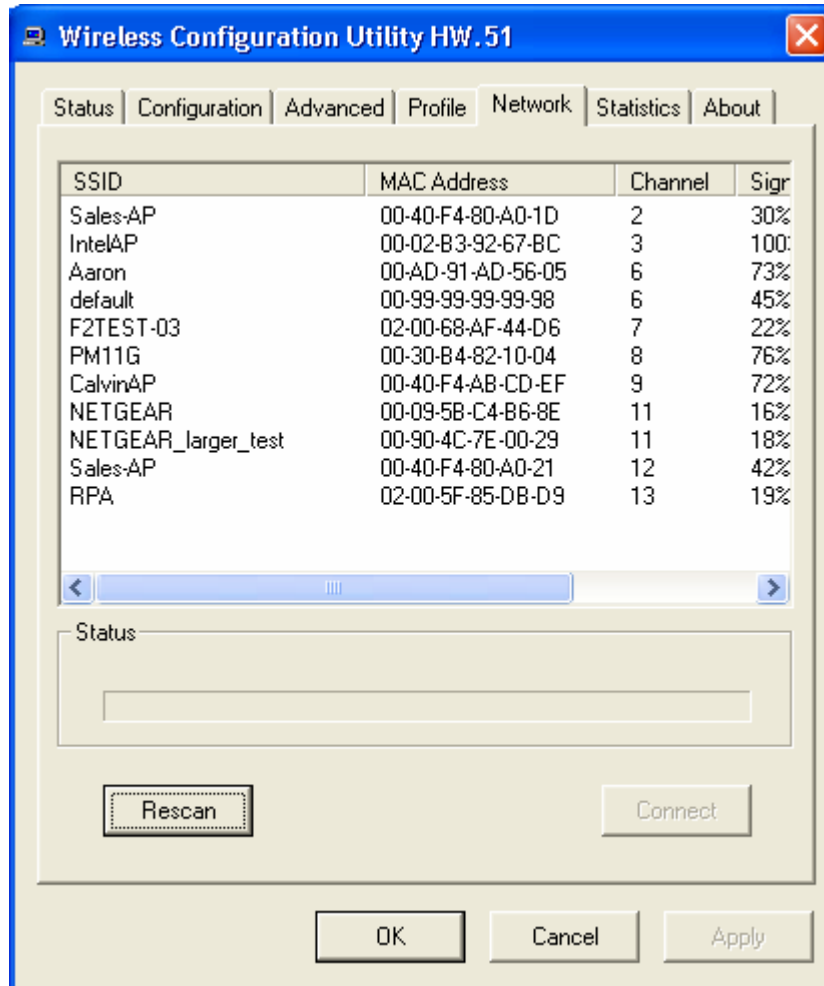 Wireless Configuration Utility HW.51
Status Configuration Advanced Profile Network Statistics About
SSID MAC Address Channel Sigr
Sales-AP 00-40-F4-80-A0-1D 2 30%
IntelAP 00-02-B3-92-67-BC 3 100%
Aaron 00-AD-91-AD-56-05 6 73%
default 00-99-99-99-99-98 6 45%
F2TEST-03 02-00-68-AF-44-D6 7 22%
PM11G 00-30-B4-82-10-04 8 76%
CalvinAP 00-40-F4-AB-CD-EF 9 72%
NETGEAR 00-09-5B-C4-B6-8E 11 16%
NETGEAR_larger_test 00-90-4C-7E-00-29 11 18%
Sales-AP 00-40-F4-80-A0-21 12 42%
RPA 02-00-5F-85-DB-D9 13 19%
Status
Rescan Connect
OK Cancel Apply